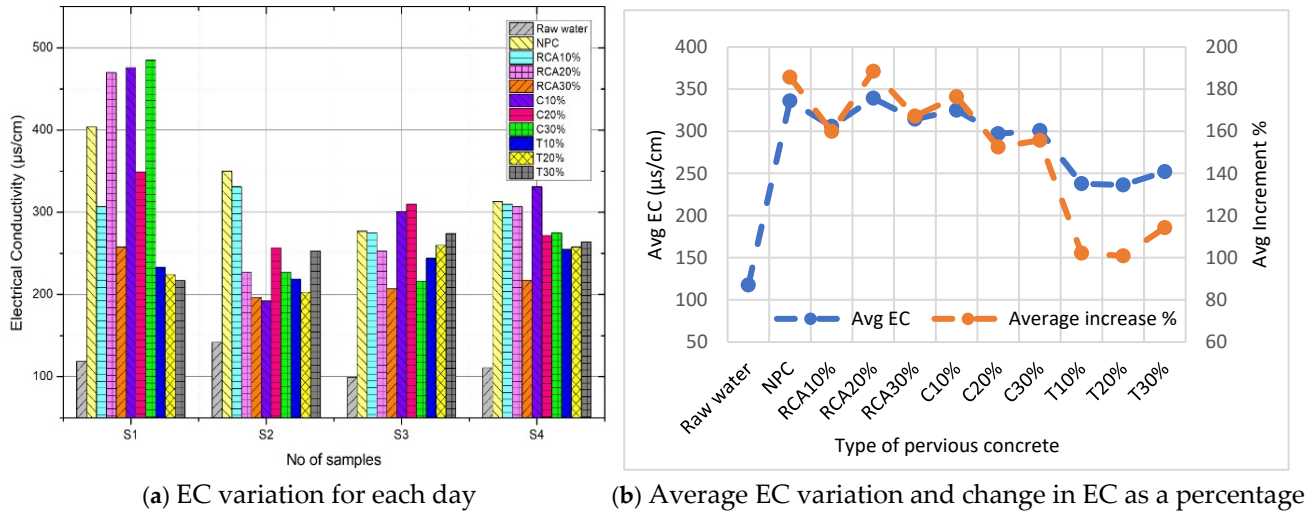 500
400
300
200
100
Electrical Conductivity (µs/cm)
Raw water
NPC
RCA10%
RCA20%
RCA30%
C10%
C20%
C30%
T10%
T20%
T30%
S1 S2 S3 S4
No of samples
(a) EC variation for each day
400
350
300
250
200
150
100
50
Avg EC (µs/cm)
200
180
160
140
120
100
80
60
Avg Increment %
Avg EC
Average increase %
Raw water
NPC
RCA10%
RCA20%
RCA30%
C10%
C20%
C30%
T10%
T20%
T30%
Type of pervious concrete
(b) Average EC variation and change in EC as a percentage